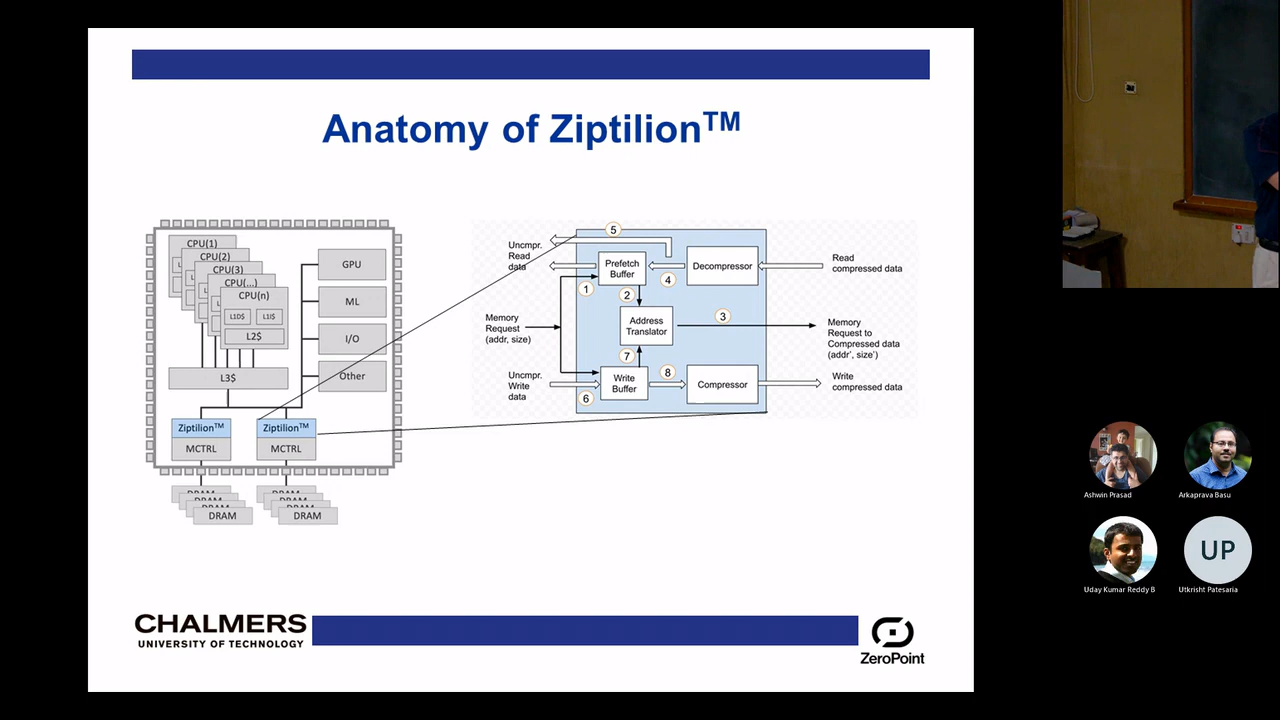 Anatomy of Ziptilion™
CPU(1)
CPU(2)
CPU(3)
CPU(...)
CPU(n)
L1D$ L1I$
L2$
L3$
GPU
ML
I/O
Other
Ziptilion™ Ziptilion™
MCTRL MCTRL
DRAM DRAM
DRAM DRAM
DRAM DRAM
Uncmpr.
Read
data
Memory
Request
(addr, size)
Uncmpr.
Write
data
5
Prefetch
Buffer
Decompressor
1
2
4
Address
Translator
3
7
Write
Buffer
8
Compressor
6
Read
compressed data
Memory
Request to
Compressed data
(addr', size')
Write
compressed data
CHALMERS
UNIVERSITY OF TECHNOLOGY
ZeroPoint
Ashwin Prasad
Arkaprava Basu
Uday Kumar Reddy B
UP
Utkrisht Patesaria